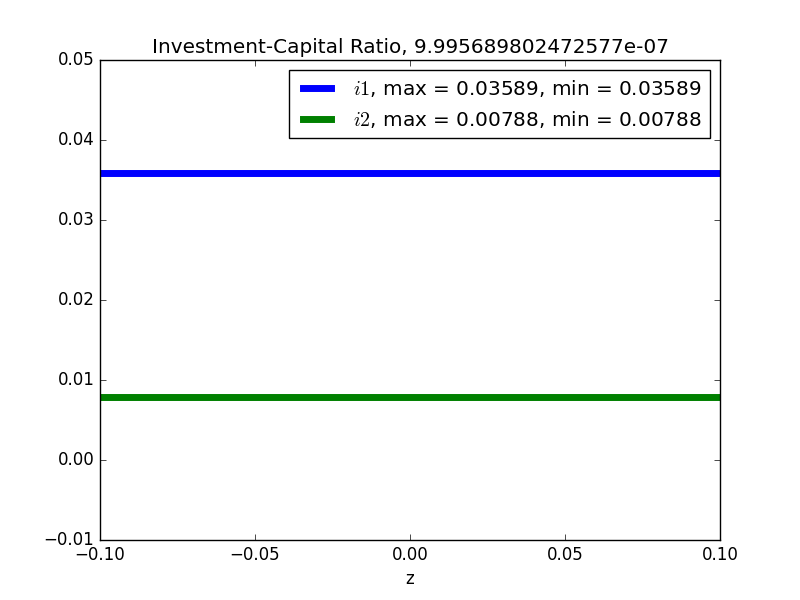 Investment-Capital Ratio, 9.995689802472577e-07
0.05
i1, max = 0.03589, min = 0.03589
i2, max = 0.00788, min = 0.00788
0.04
0.03
0.02
0.01
0.00
−0.01
−0.10 −0.05 0.00 0.05 0.10
z